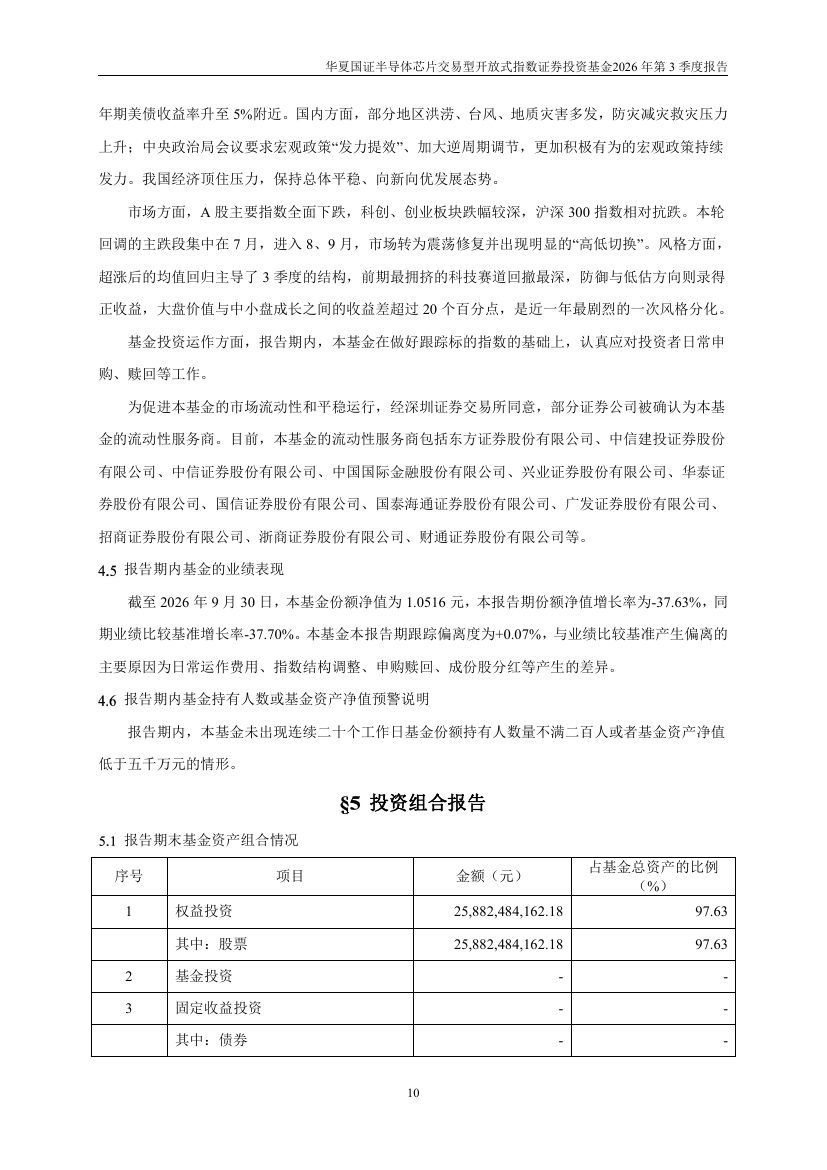 华夏国证半导体芯片交易型开放式指数证券投资基金2026 年第 3 季度报告
年期美债收益率升至 5%附近。国内方面，部分地区洪涝、台风、地质灾害多发，防灾减灾救灾压力
上升；中央政治局会议要求宏观政策“发力提效”、加大逆周期调节，更加积极有为的宏观政策持续
发力。我国经济顶住压力，保持总体平稳、向新向优发展态势。
市场方面，A 股主要指数全面下跌，科创、创业板块跌幅较深，沪深 300 指数相对抗跌。本轮
回调的主跌段集中在 7 月，进入 8、9 月，市场转为震荡修复并出现明显的“高低切换”。风格方面，
超涨后的均值回归主导了 3 季度的结构，前期最拥挤的科技赛道回撤最深，防御与低估方向则录得
正收益，大盘价值与中小盘成长之间的收益差超过 20 个百分点，是近一年最剧烈的一次风格分化。
基金投资运作方面，报告期内，本基金在做好跟踪标的指数的基础上，认真应对投资者日常申
购、赎回等工作。
为促进本基金的市场流动性和平稳运行，经深圳证券交易所同意，部分证券公司被确认为本基
金的流动性服务商。目前，本基金的流动性服务商包括东方证券股份有限公司、中信建投证券股份
有限公司、中信证券股份有限公司、中国国际金融股份有限公司、兴业证券股份有限公司、华泰证
券股份有限公司、国信证券股份有限公司、国泰海通证券股份有限公司、广发证券股份有限公司、
招商证券股份有限公司、浙商证券股份有限公司、财通证券股份有限公司等。
4.5 报告期内基金的业绩表现
截至 2026 年 9 月 30 日，本基金份额净值为 1.0516 元，本报告期份额净值增长率为-37.63%，同
期业绩比较基准增长率-37.70%。本基金本报告期跟踪偏离度为+0.07%，与业绩比较基准产生偏离的
主要原因为日常运作费用、指数结构调整、申购赎回、成份股分红等产生的差异。
4.6 报告期内基金持有人数或基金资产净值预警说明
报告期内，本基金未出现连续二十个工作日基金份额持有人数量不满二百人或者基金资产净值
低于五千万元的情形。
§5 投资组合报告
5.1 报告期末基金资产组合情况
序号 项目 金额（元） 占基金总资产的比例
（%）
1 权益投资 25,882,484,162.18 97.63
其中：股票 25,882,484,162.18 97.63
2 基金投资 - -
3 固定收益投资 - -
其中：债券 - -
10